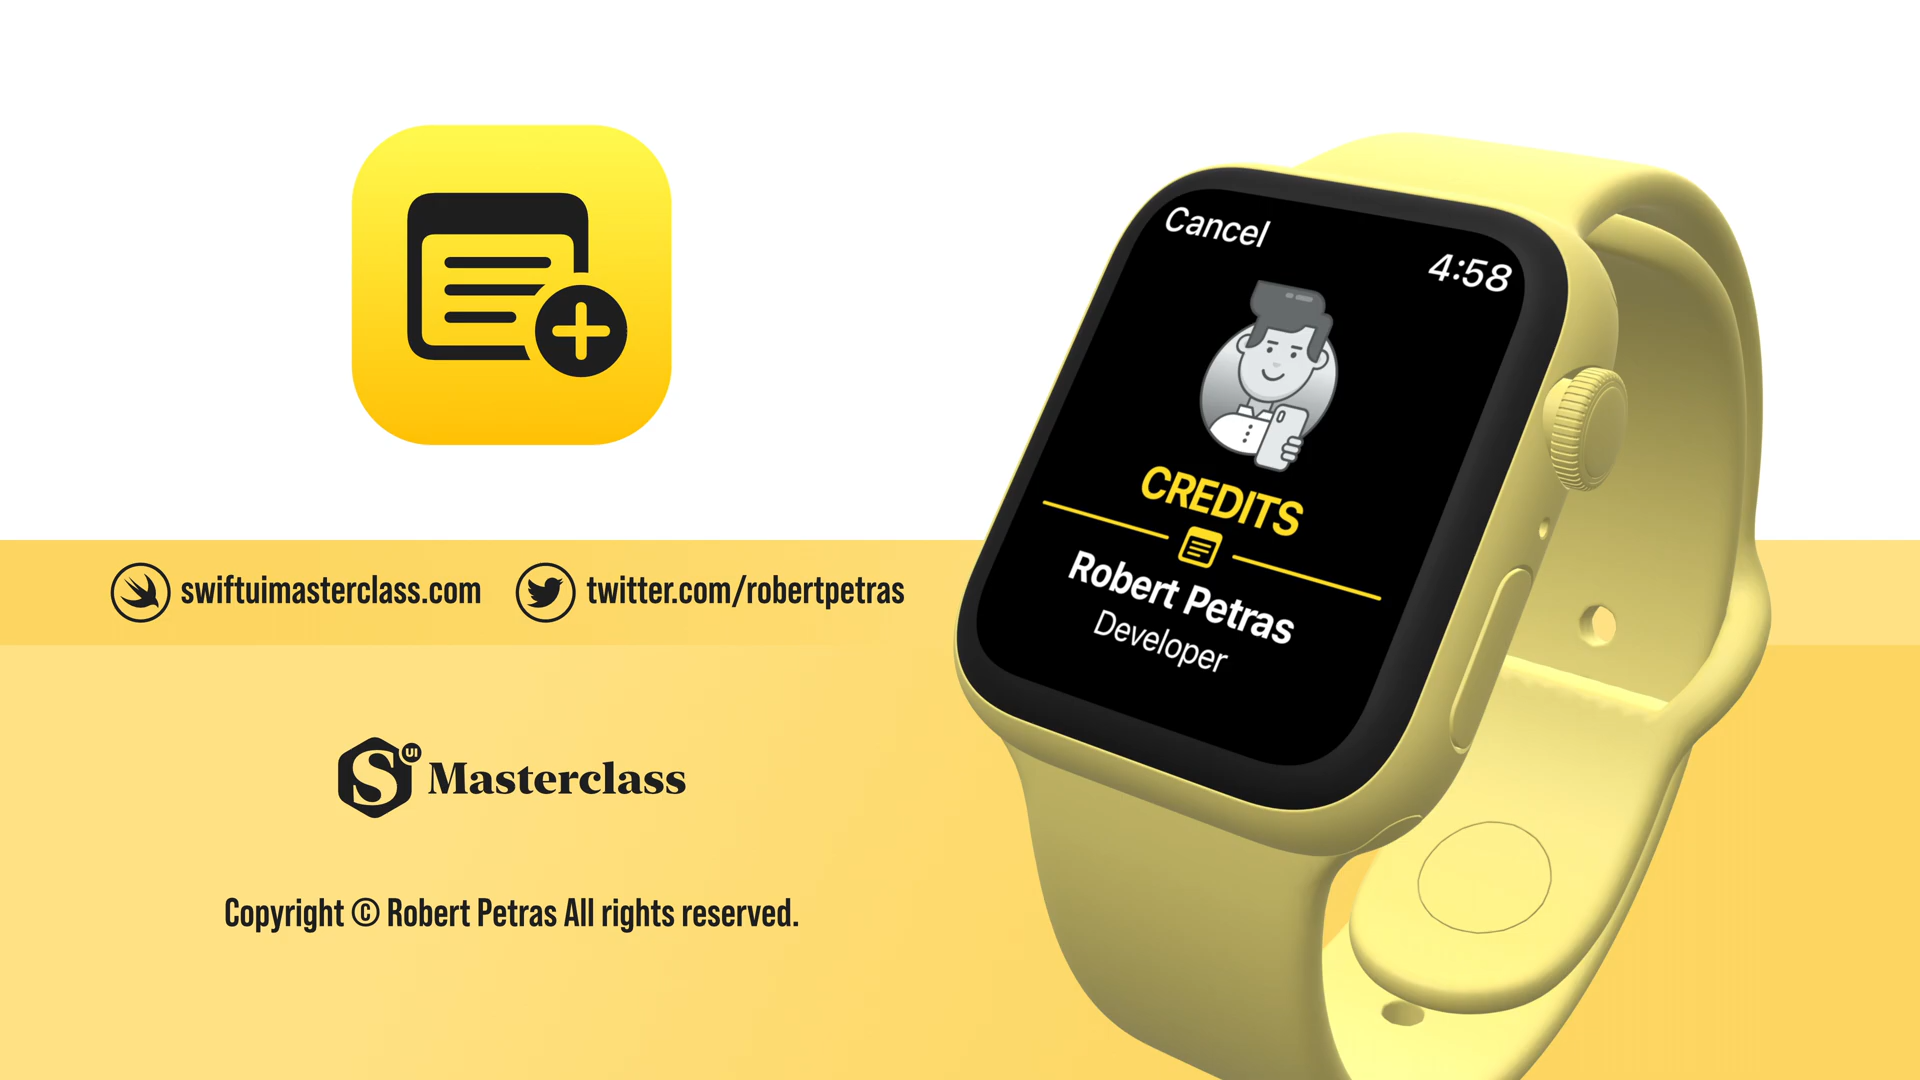 Cancel
4:58
CREDITS
Robert Petras
Developer
swiftuimasterclass.com
twitter.com/robertpetras
S UI Masterclass
Copyright © Robert Petras All rights reserved.